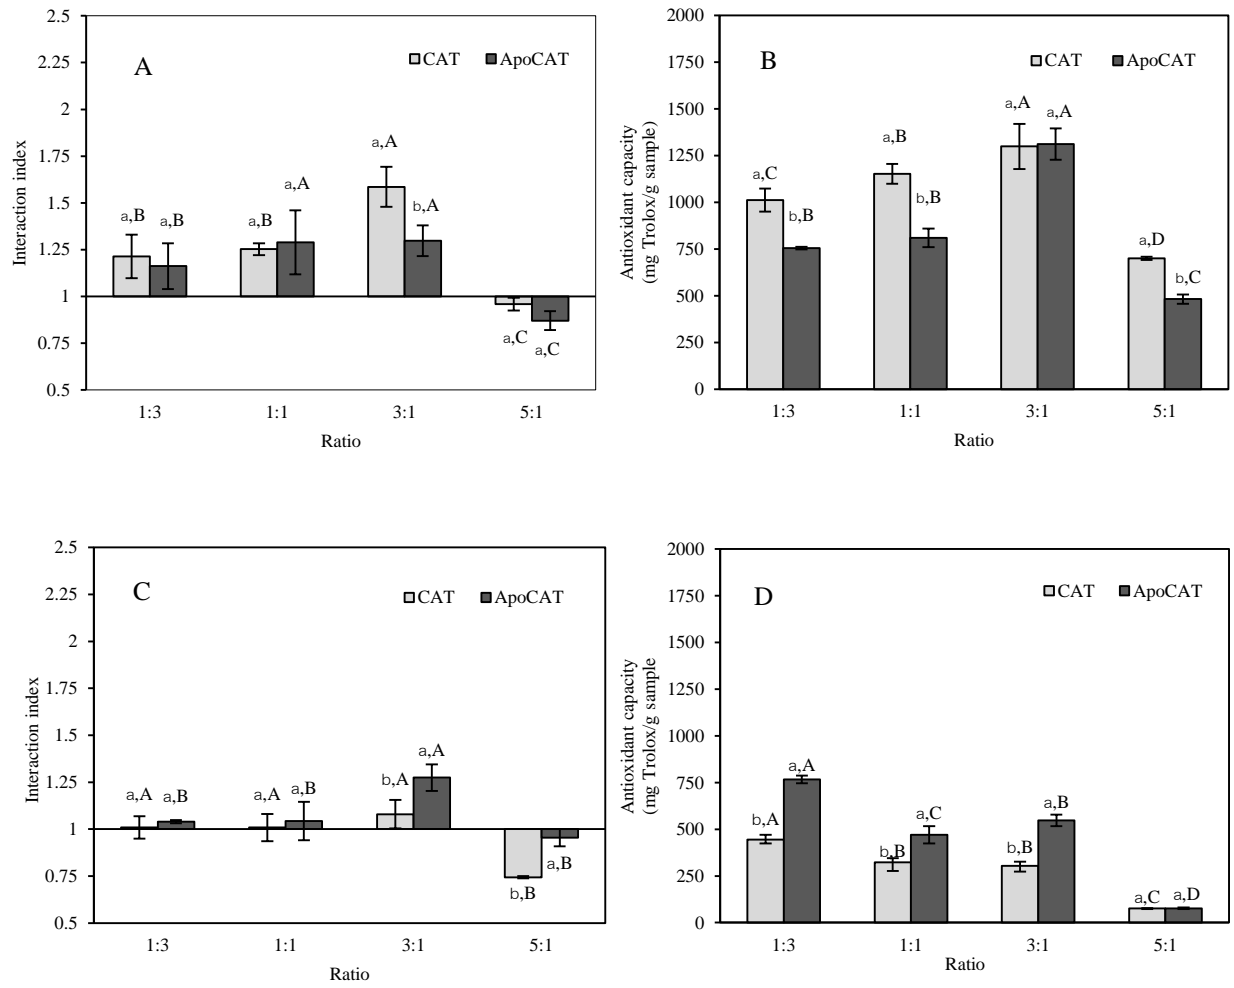 A
CAT ApoCAT
Interaction index
2.5
2.25
2
1.75
1.5
1.25
1
0.75
0.5
a,B a,B
a,B a,A
a,A b,A
a,C a,C
1:3 1:1 3:1 5:1
Ratio
B
CAT ApoCAT
Antioxidant capacity
(mg Trolox/g sample)
2000
1750
1500
1250
1000
750
500
250
0
a,C b,B
a,B b,B
a,A a,A
a,D b,C
1:3 1:1 3:1 5:1
Ratio
C
CAT ApoCAT
Interaction index
2.5
2.25
2
1.75
1.5
1.25
1
0.75
0.5
a,A a,B
a,A a,B
b,A a,A
b,B a,B
1:3 1:1 3:1 5:1
Ratio
D
CAT ApoCAT
Antioxidant capacity
(mg Trolox/g sample
2000
1750
1500
1250
1000
750
500
250
0
b,A a,A
b,B a,C
b,B a,B
a,C a,D
1:3 1:1 3:1 5:1
Ratio